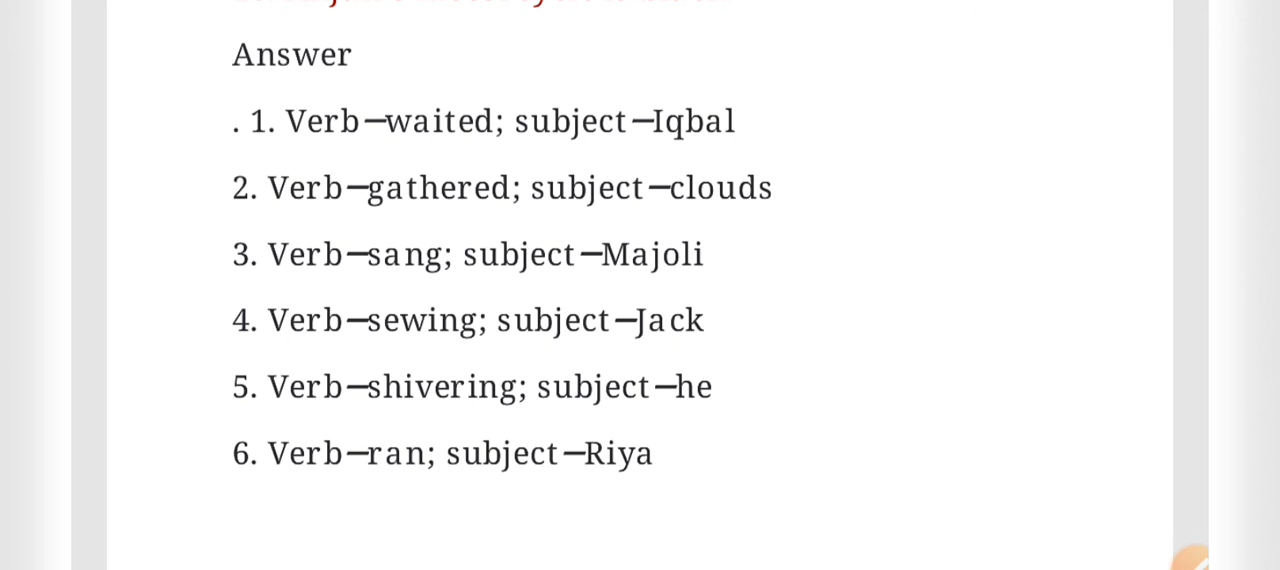 Answer
. 1. Verb—waited; subject—Iqbal
2. Verb—gathered; subject—clouds
3. Verb—sang; subject—Majoli
4. Verb—sewing; subject—Jack
5. Verb—shivering; subject—he
6. Verb—ran; subject—Riya